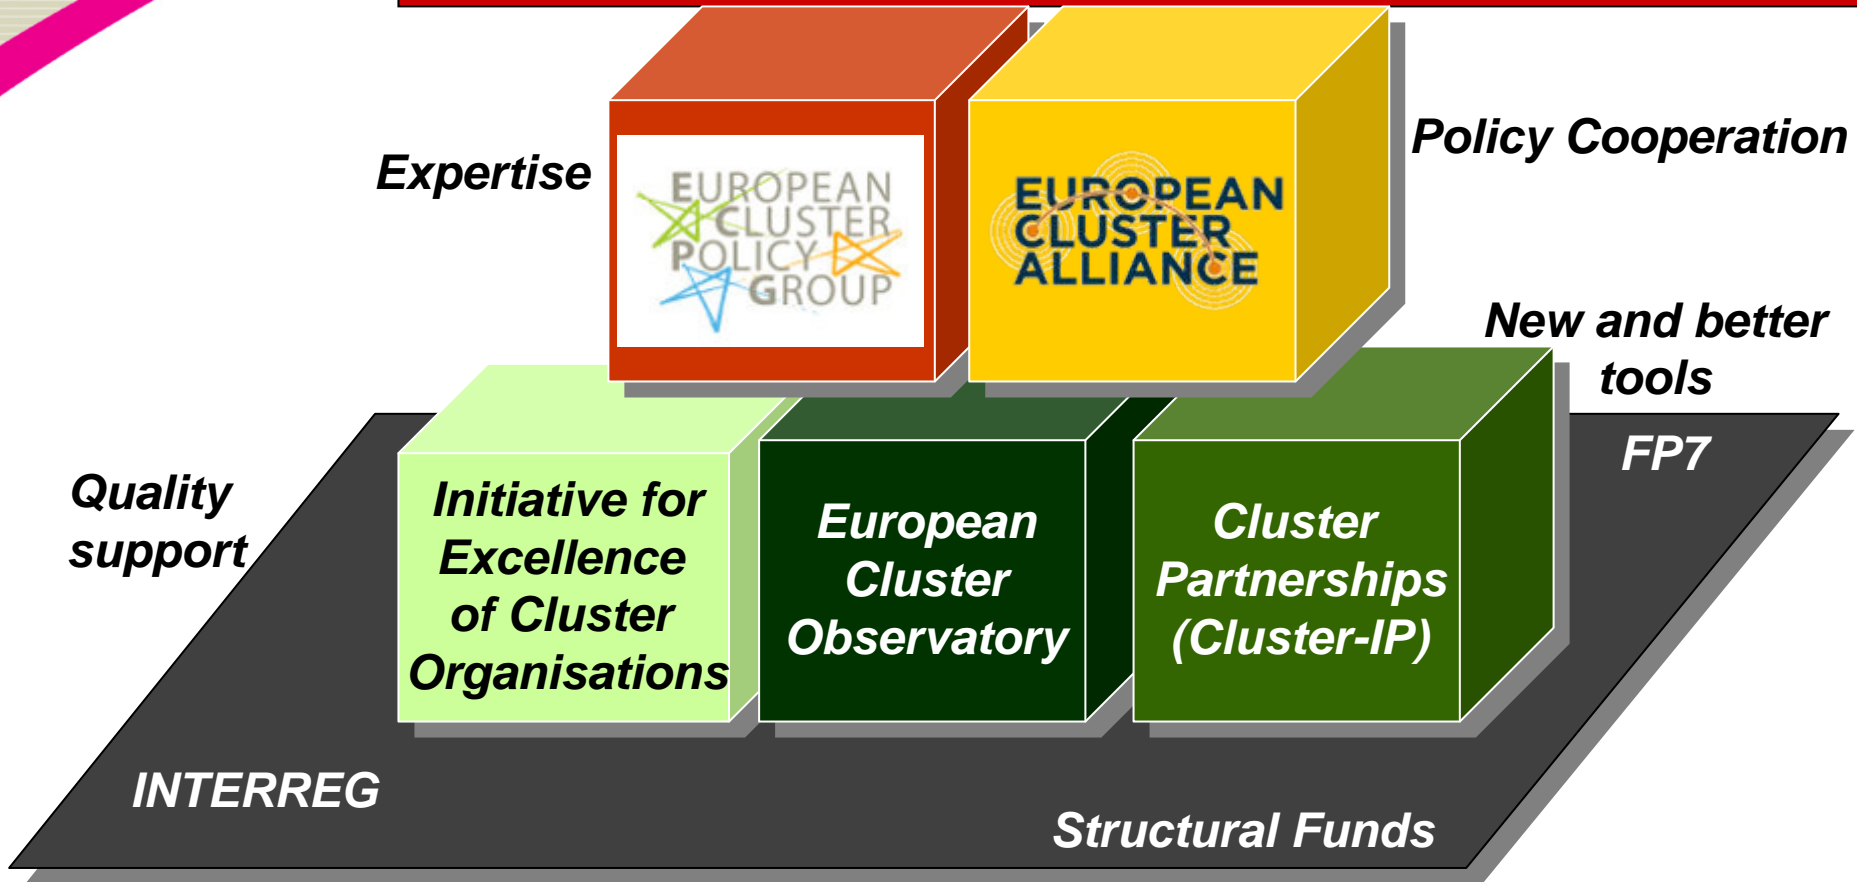 Expertise
EUROPEAN
CLUSTER
POLICY
GROUP
EUROPEAN
CLUSTER
ALLIANCE
Policy Cooperation
New and better
tools
Quality
support
Initiative for
Excellence
of Cluster
Organisations
European
Cluster
Observatory
Cluster
Partnerships
(Cluster-IP)
FP7
INTERREG
Structural Funds